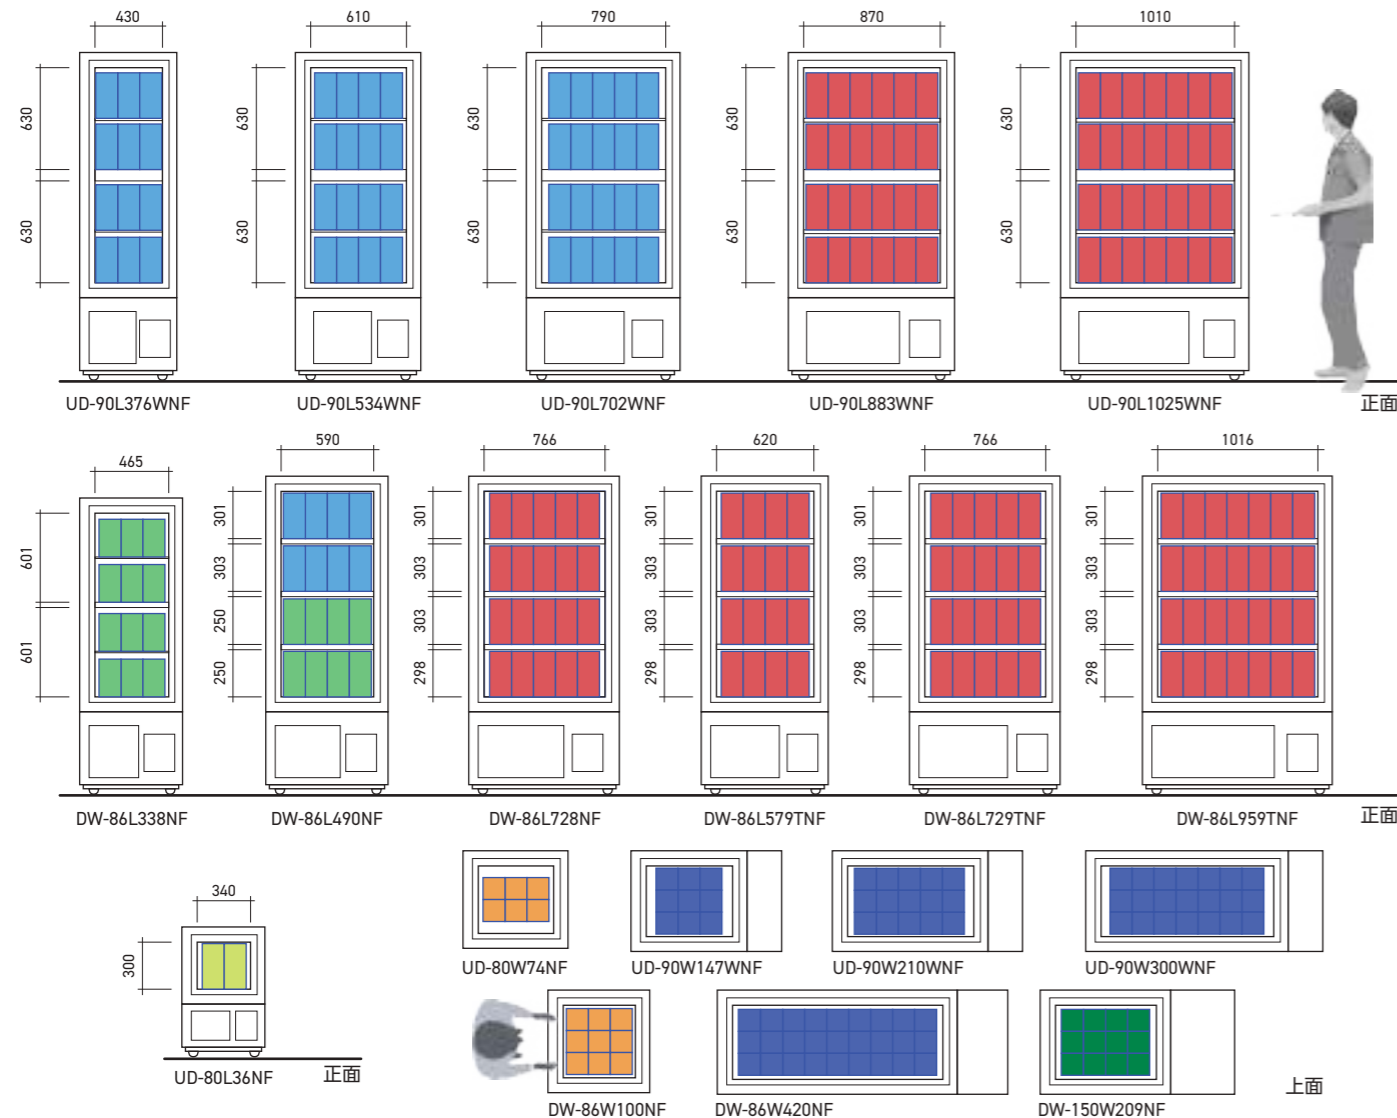 430
610
790
870
1010
630
630
630
630
630
630
630
630
630
630
UD-90L376WNF
UD-90L534WNF
UD-90L702WNF
UD-90L883WNF
UD-90L1025WNF
正面
465
590
766
620
766
1016
601
601
301
303
250
250
301
303
303
298
301
303
303
298
301
303
303
298
301
303
303
298
DW-86L338NF
DW-86L490NF
DW-86L728NF
DW-86L579TNF
DW-86L729TNF
DW-86L959TNF
正面
340
300
UD-80L36NF
正面
UD-80W74NF
UD-90W147WNF
UD-90W210WNF
UD-90W300WNF
DW-86W100NF
DW-86W420NF
DW-150W209NF
上面